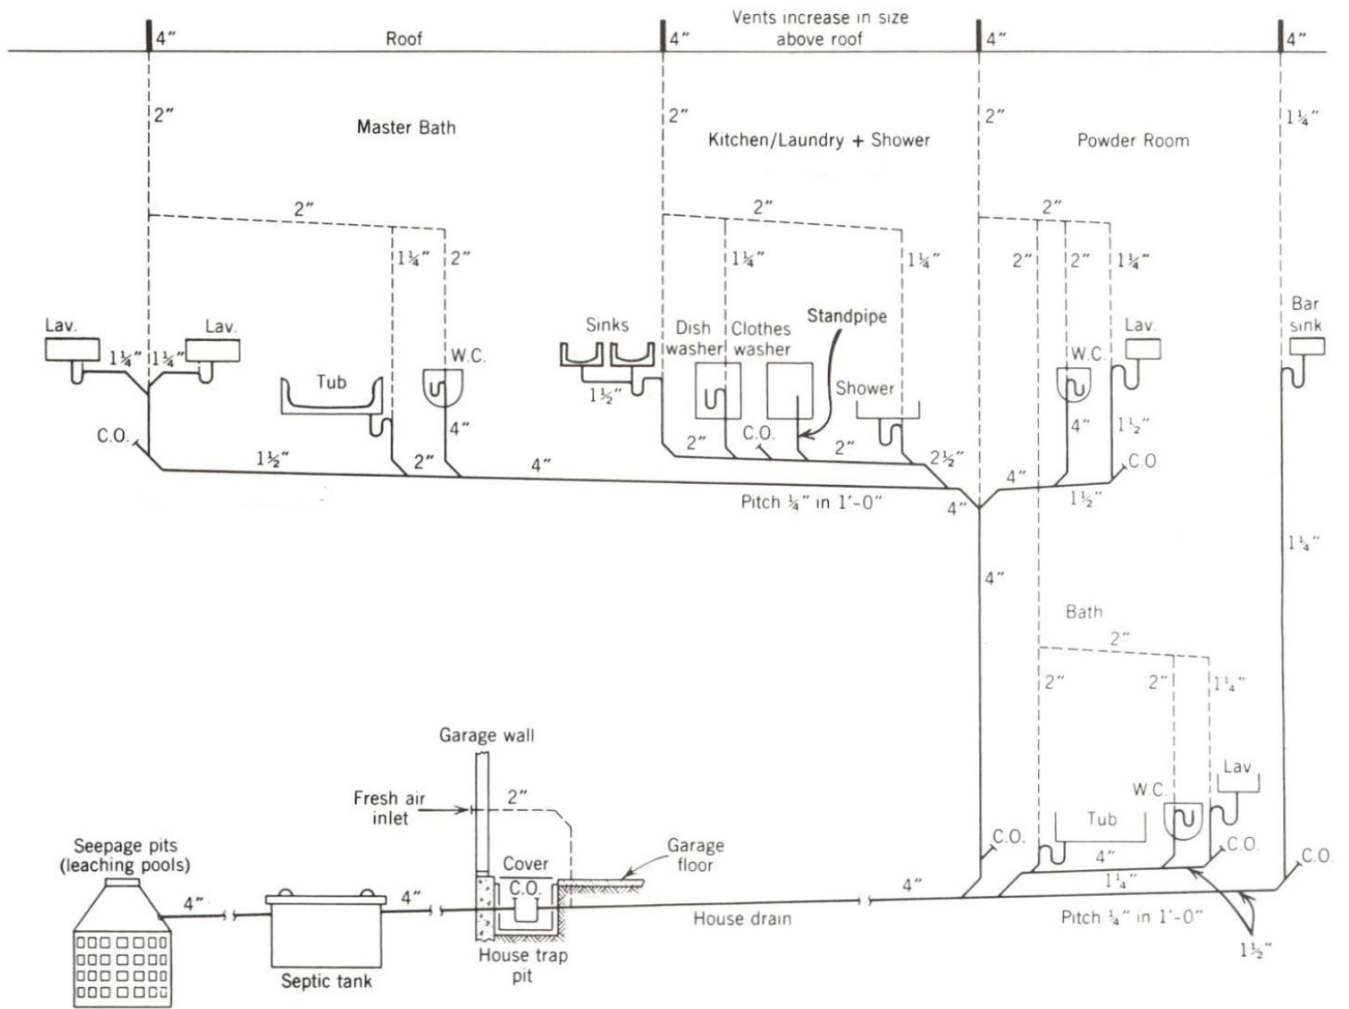 Vents increase in size
above roof
4″
Roof
4″
4″
4″
2″
2″
2″
1¼″
Master Bath
Kitchen/Laundry + Shower
Powder Room
2″
2″
2″
1¼″
2″
1¼″
1¼″
2″
2″
1¼″
Bar
sink
Lav.
Lav.
Sinks
Dish
washer
Clothes
washer
Standpipe
Lav.
1¼″
1¼″
W.C.
W.C.
Tub
1½″
Shower
4″
4″
1½″
C.O.
2″
C.O.
2″
2½″
C.O.
1½″
2″
4″
4″
1½″
Pitch ¼″ in 1'-0″
4″
1¼″
4″
Bath
2″
2″
2″
1¼″
Garage wall
Lav
W.C.
Fresh air
inlet
2″
Tub
C.O.
C.O.
C.O.
Seepage pits
(leaching pools)
Cover
C.O.
Garage
floor
4″
1¼″
4″
4″
4″
House drain
Pitch ¼″ in 1'-0″
1½″
Septic tank
House trap
pit